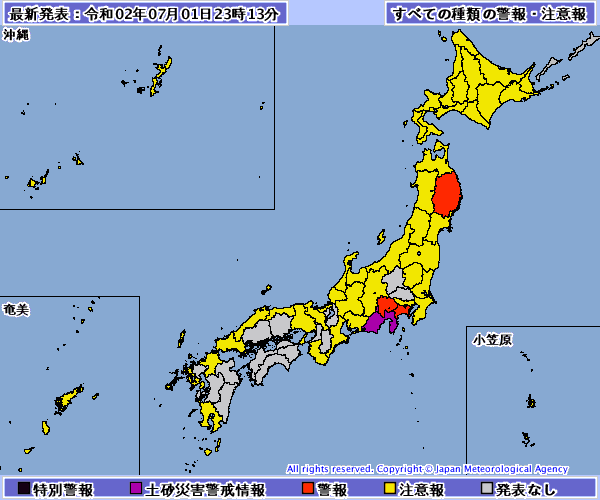 最新発表：令和02年07月01日23時13分
すべての種類の警報・注意報
沖縄
奄美
小笠原
All rights reserved. Copyright © Japan Meteorological Agency
特別警報 土砂災害警戒情報 警報 注意報 発表なし